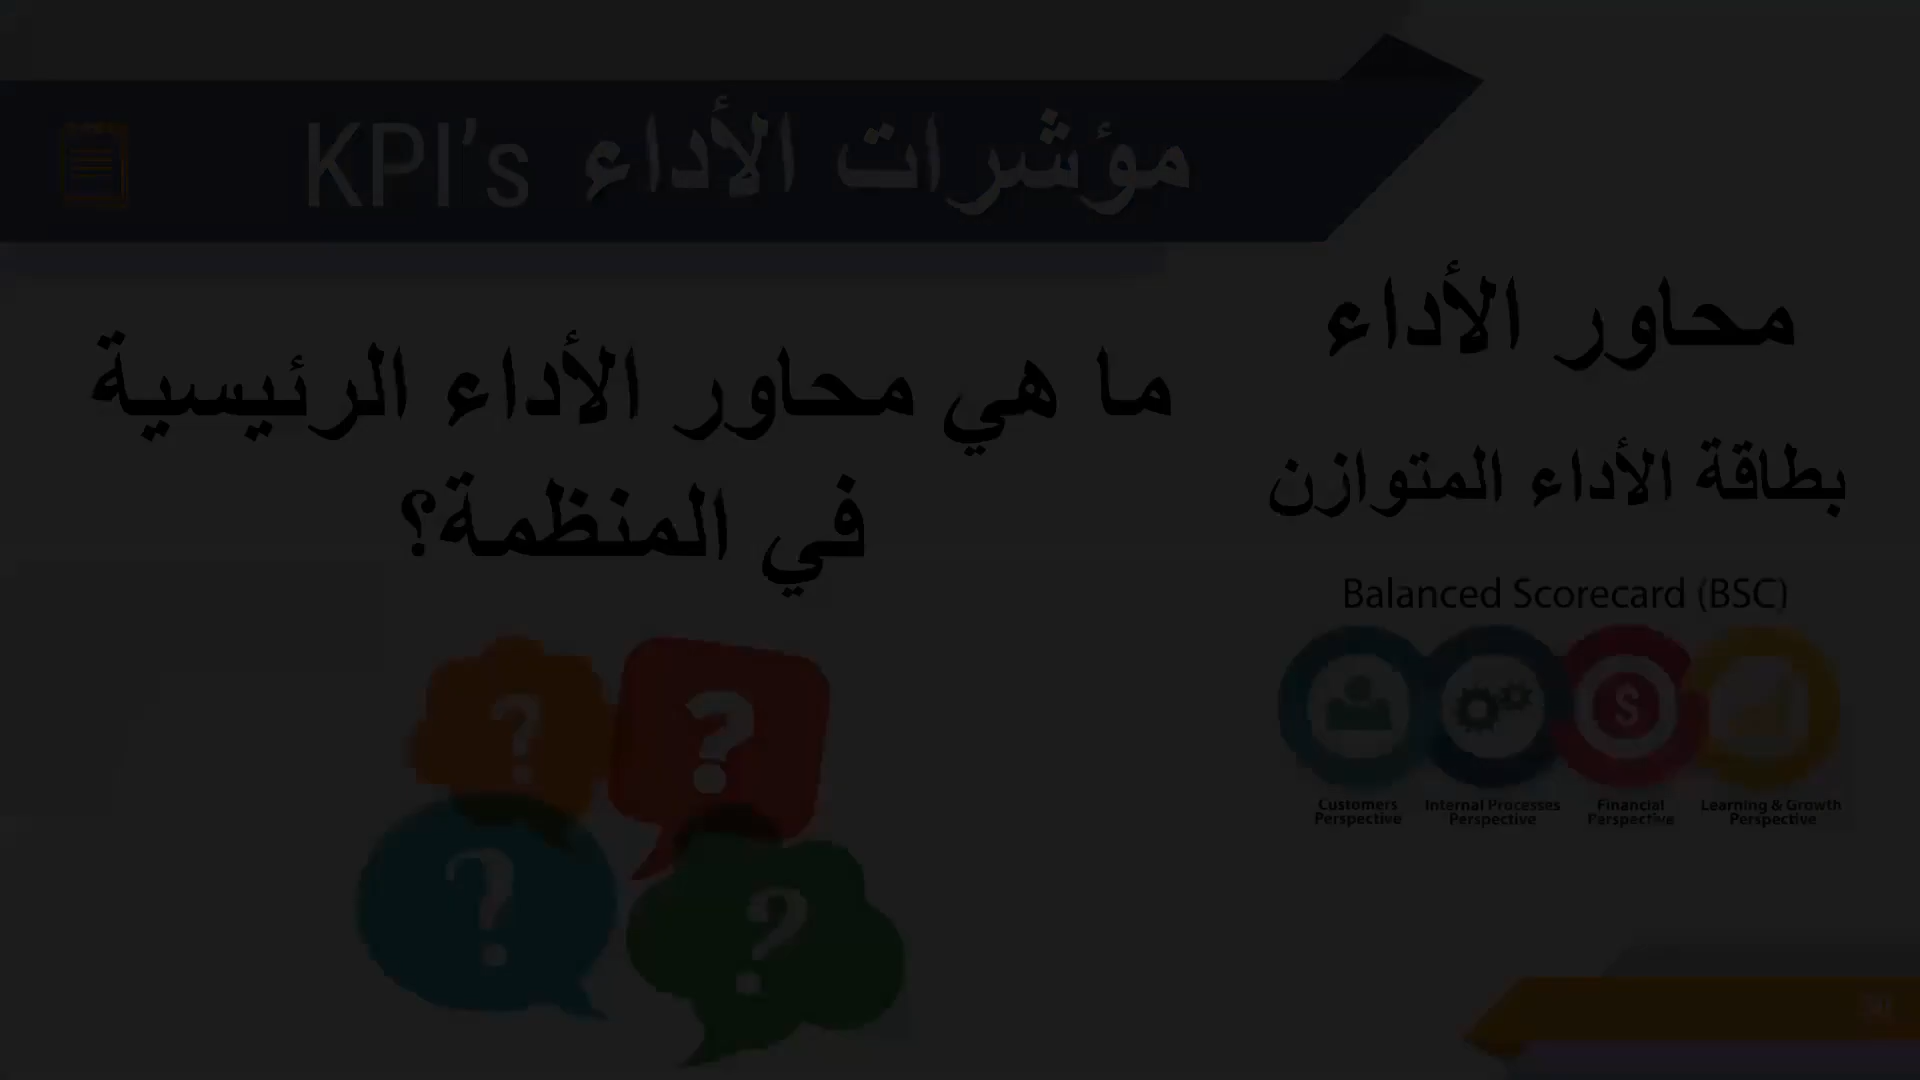 مؤشرات الأداء KPI's
محاور الأداء
بطاقة الأداء المتوازن
Balanced Scorecard (BSC)
Customers Perspective
Internal Processes Perspective
Financial Perspective
Learning & Growth Perspective
ما هي محاور الأداء الرئيسية
في المنظمة؟